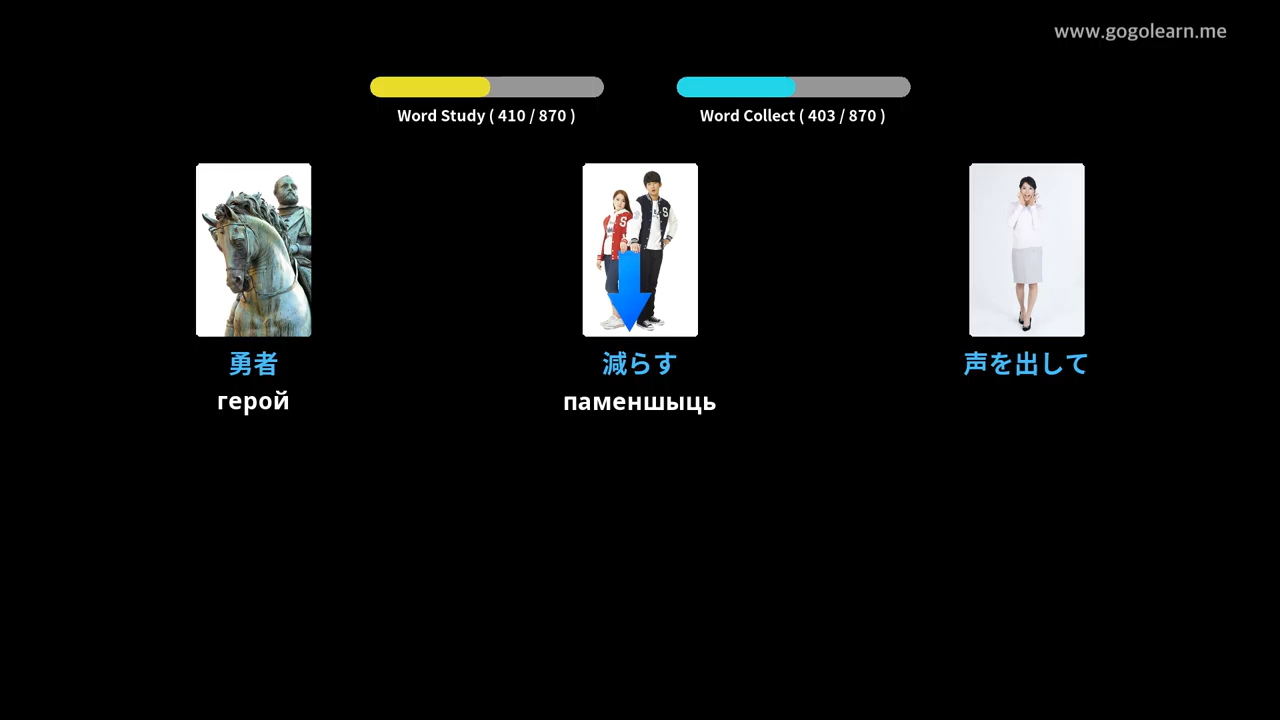 www.gogolearn.me
Word Study ( 410 / 870 )
Word Collect ( 403 / 870 )
勇者
герой
減らす
паменшыць
声を出して